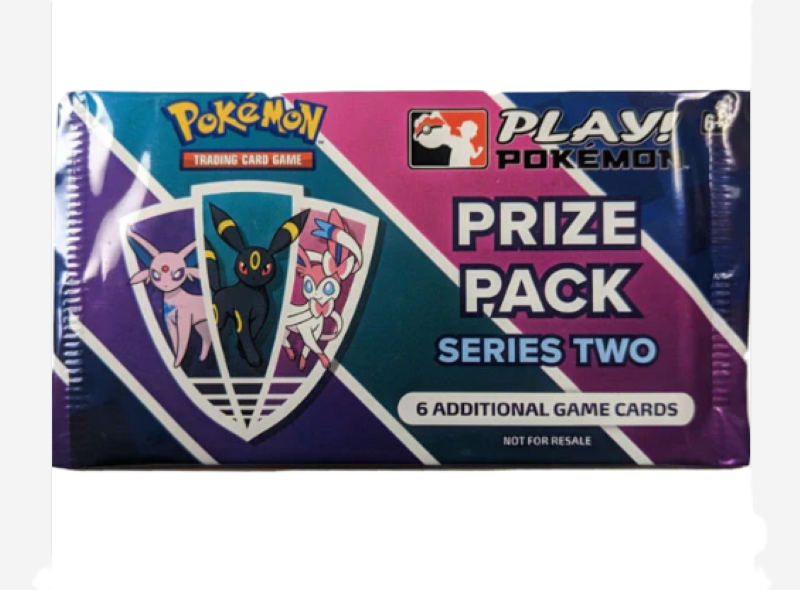 POKéMON
TRADING CARD GAME
PLAY!
POKÉMON
PRIZE
PACK
SERIES TWO
6 ADDITIONAL GAME CARDS
NOT FOR RESALE